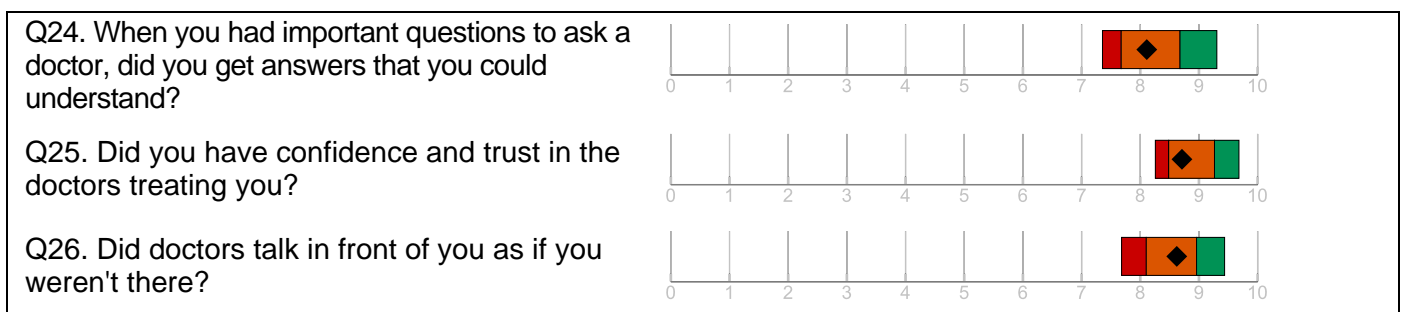 Q24. When you had important questions to ask a
doctor, did you get answers that you could
understand?
0 1 2 3 4 5 6 7 8 9 10
Q25. Did you have confidence and trust in the
doctors treating you?
0 1 2 3 4 5 6 7 8 9 10
Q26. Did doctors talk in front of you as if you
weren't there?
0 1 2 3 4 5 6 7 8 9 10